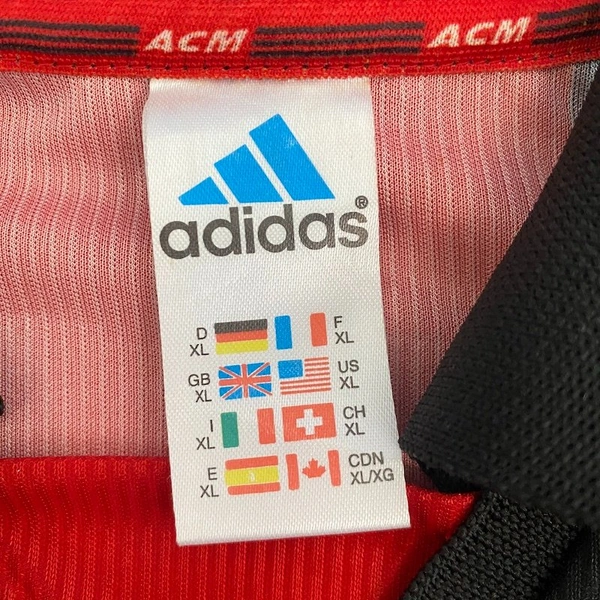 ACM ACM
adidas®
D XL F XL
GB XL US XL
I XL CH XL
E XL CDN XL/XG